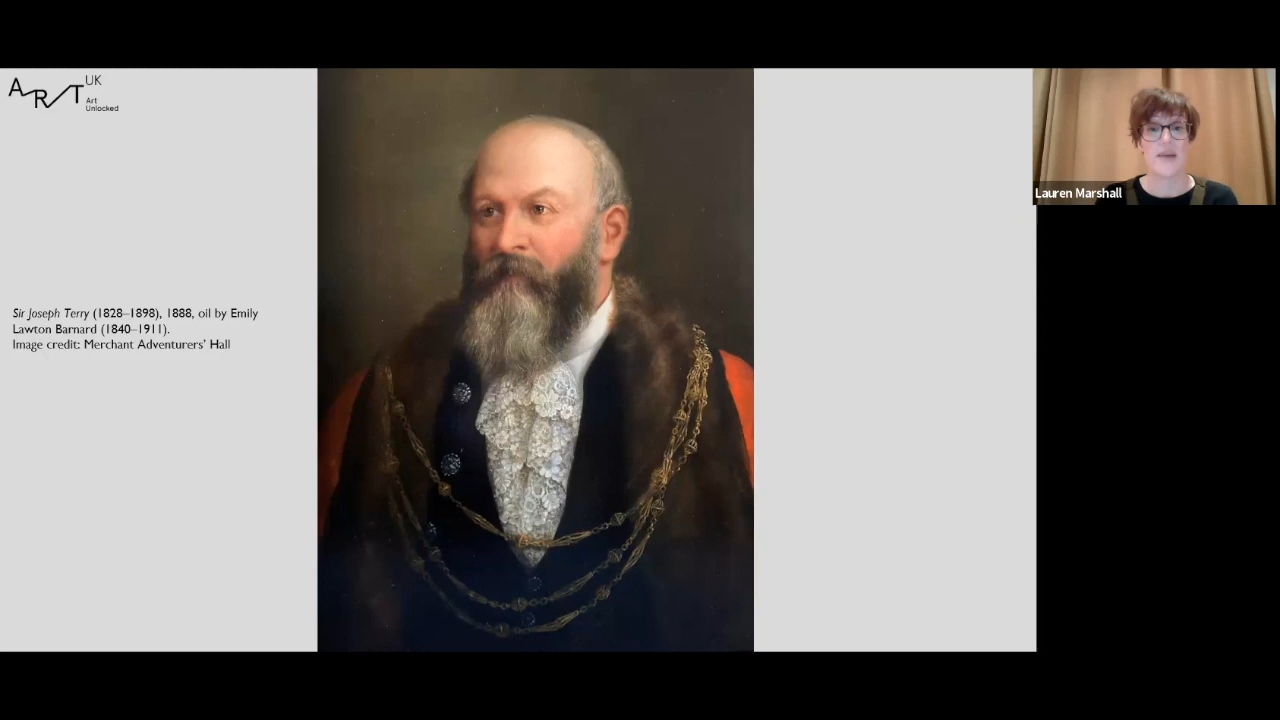 ART UK
Art
Unlocked
Lauren Marshall
Sir Joseph Terry (1828–1898), 1888, oil by Emily
Lawton Barnard (1840–1911).
Image credit: Merchant Adventurers' Hall